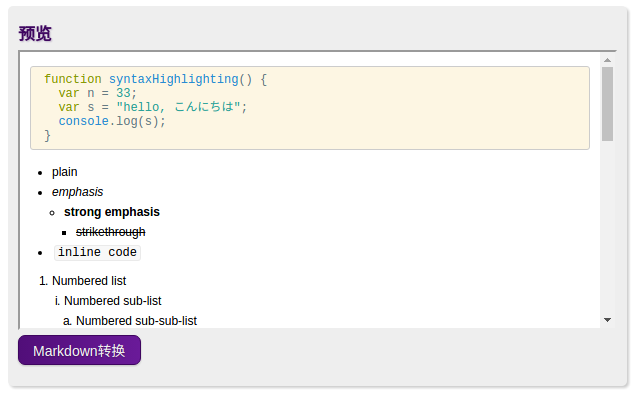 预览
function syntaxHighlighting() {
var n = 33;
var s = "hello, こんにちは";
console.log(s);
}
plain
emphasis
strong emphasis
strikethrough
inline code
1. Numbered list
i. Numbered sub-list
a. Numbered sub-sub-list
Markdown转换